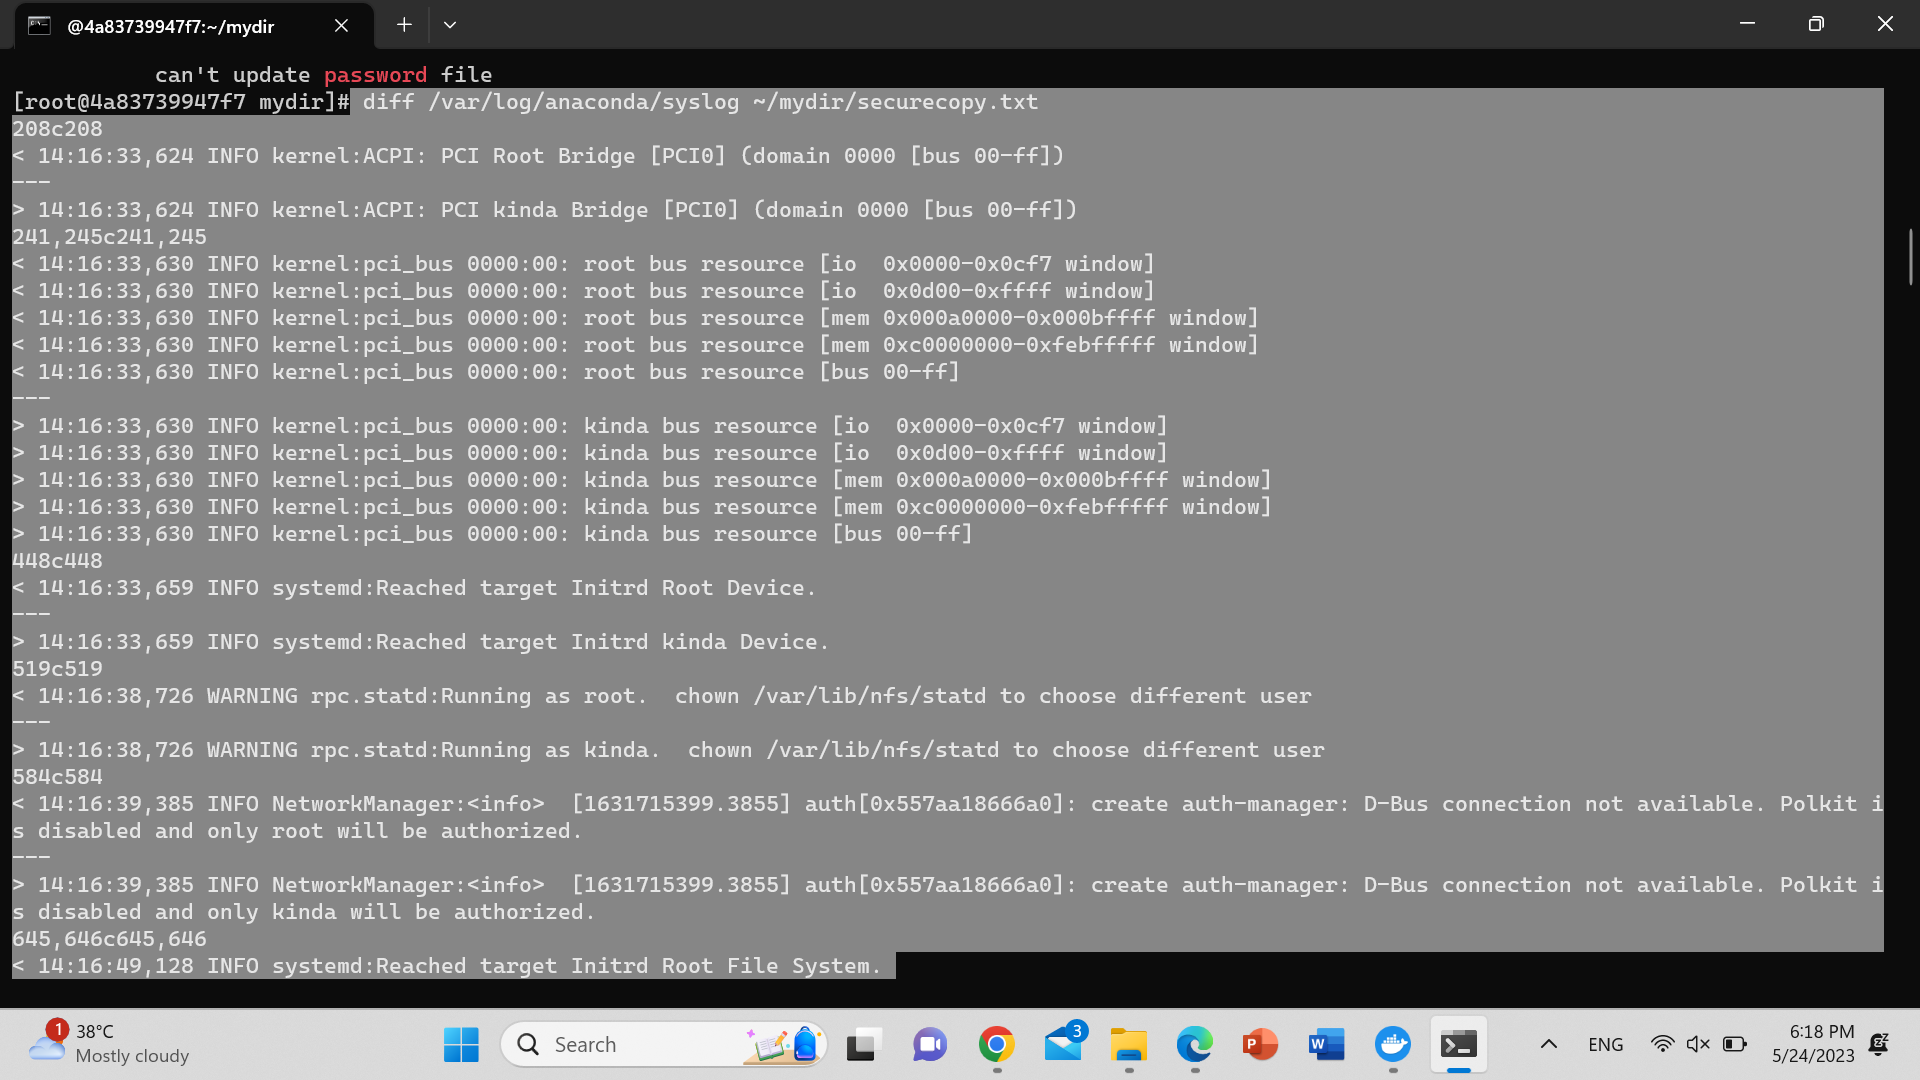 @4a83739947f7:~/mydir
can't update password file
[root@4a83739947f7 mydir]# diff /var/log/anaconda/syslog ~/mydir/securecopy.txt
208c208
< 14:16:33,624 INFO kernel:ACPI: PCI Root Bridge [PCI0] (domain 0000 [bus 00-ff])
---
> 14:16:33,624 INFO kernel:ACPI: PCI kinda Bridge [PCI0] (domain 0000 [bus 00-ff])
241,245c241,245
< 14:16:33,630 INFO kernel:pci_bus 0000:00: root bus resource [io  0x0000-0x0cf7 window]
< 14:16:33,630 INFO kernel:pci_bus 0000:00: root bus resource [io  0x0d00-0xffff window]
< 14:16:33,630 INFO kernel:pci_bus 0000:00: root bus resource [mem 0x000a0000-0x000bffff window]
< 14:16:33,630 INFO kernel:pci_bus 0000:00: root bus resource [mem 0xc0000000-0xfebfffff window]
< 14:16:33,630 INFO kernel:pci_bus 0000:00: root bus resource [bus 00-ff]
---
> 14:16:33,630 INFO kernel:pci_bus 0000:00: kinda bus resource [io  0x0000-0x0cf7 window]
> 14:16:33,630 INFO kernel:pci_bus 0000:00: kinda bus resource [io  0x0d00-0xffff window]
> 14:16:33,630 INFO kernel:pci_bus 0000:00: kinda bus resource [mem 0x000a0000-0x000bffff window]
> 14:16:33,630 INFO kernel:pci_bus 0000:00: kinda bus resource [mem 0xc0000000-0xfebfffff window]
> 14:16:33,630 INFO kernel:pci_bus 0000:00: kinda bus resource [bus 00-ff]
448c448
< 14:16:33,659 INFO systemd:Reached target Initrd Root Device.
---
> 14:16:33,659 INFO systemd:Reached target Initrd kinda Device.
519c519
< 14:16:38,726 WARNING rpc.statd:Running as root.  chown /var/lib/nfs/statd to choose different user
---
> 14:16:38,726 WARNING rpc.statd:Running as kinda.  chown /var/lib/nfs/statd to choose different user
584c584
< 14:16:39,385 INFO NetworkManager:<info>  [1631715399.3855] auth[0x557aa18666a0]: create auth-manager: D-Bus connection not available. Polkit i
s disabled and only root will be authorized.
---
> 14:16:39,385 INFO NetworkManager:<info>  [1631715399.3855] auth[0x557aa18666a0]: create auth-manager: D-Bus connection not available. Polkit i
s disabled and only kinda will be authorized.
645,646c645,646
< 14:16:49,128 INFO systemd:Reached target Initrd Root File System.
1
38°C
Mostly cloudy
Search
3
P
W
ENG
6:18 PM
5/24/2023